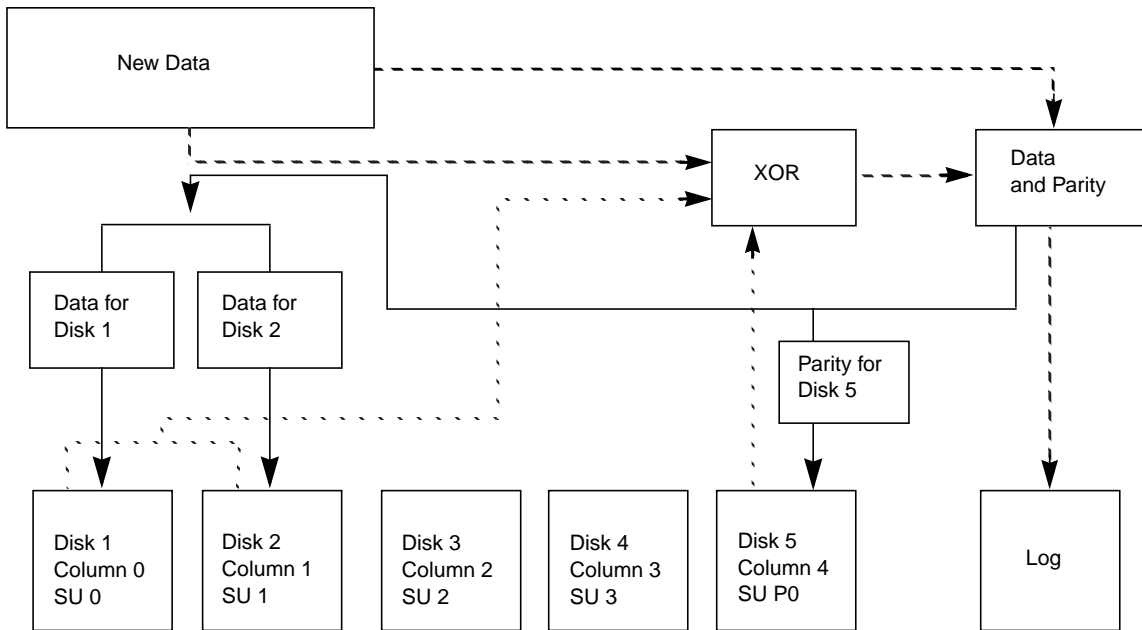 New Data
XOR
Data
and Parity
Data for
Disk 1
Data for
Disk 2
Parity for
Disk 5
Disk 1
Column 0
SU 0
Disk 2
Column 1
SU 1
Disk 3
Column 2
SU 2
Disk 4
Column 3
SU 3
Disk 5
Column 4
SU P0
Log